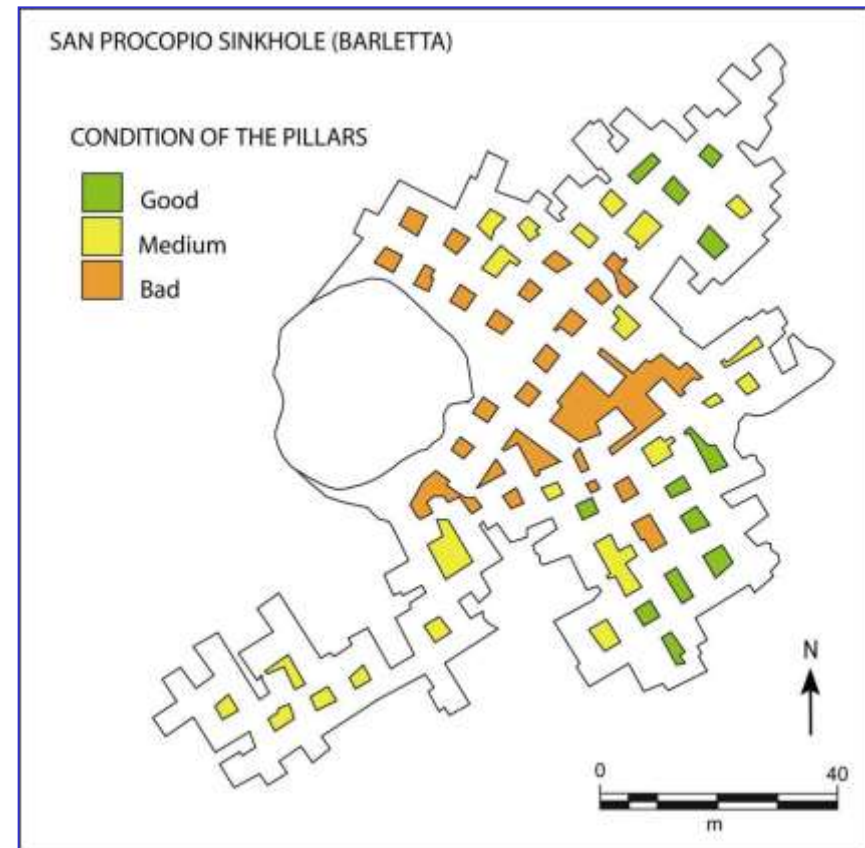 SAN PROCOPIO SINKHOLE (BARLETTA)
CONDITION OF THE PILLARS
Good
Medium
Bad
N
0 40
m